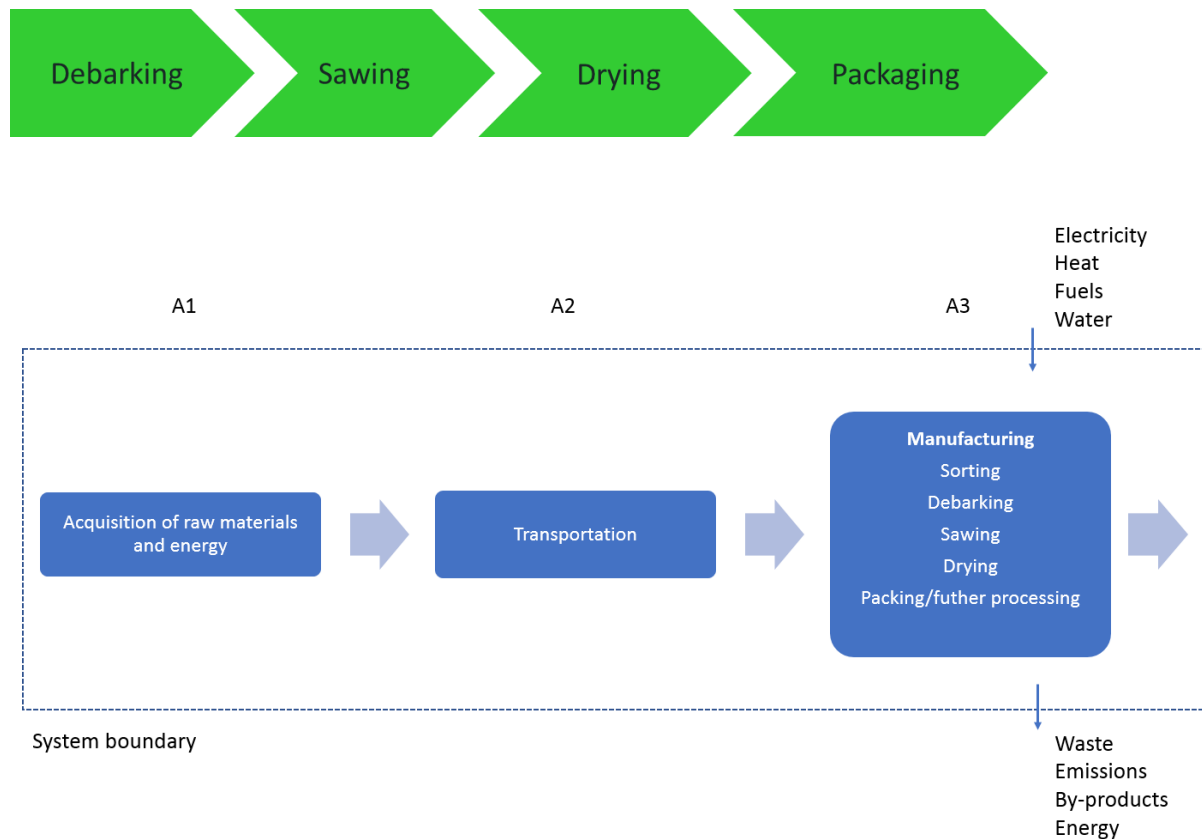 Debarking
Sawing
Drying
Packaging
Electricity
Heat
Fuels
Water
A1
A2
A3
Acquisition of raw materials
and energy
Transportation
Manufacturing
Sorting
Debarking
Sawing
Drying
Packing/futher processing
System boundary
Waste
Emissions
By-products
Energy